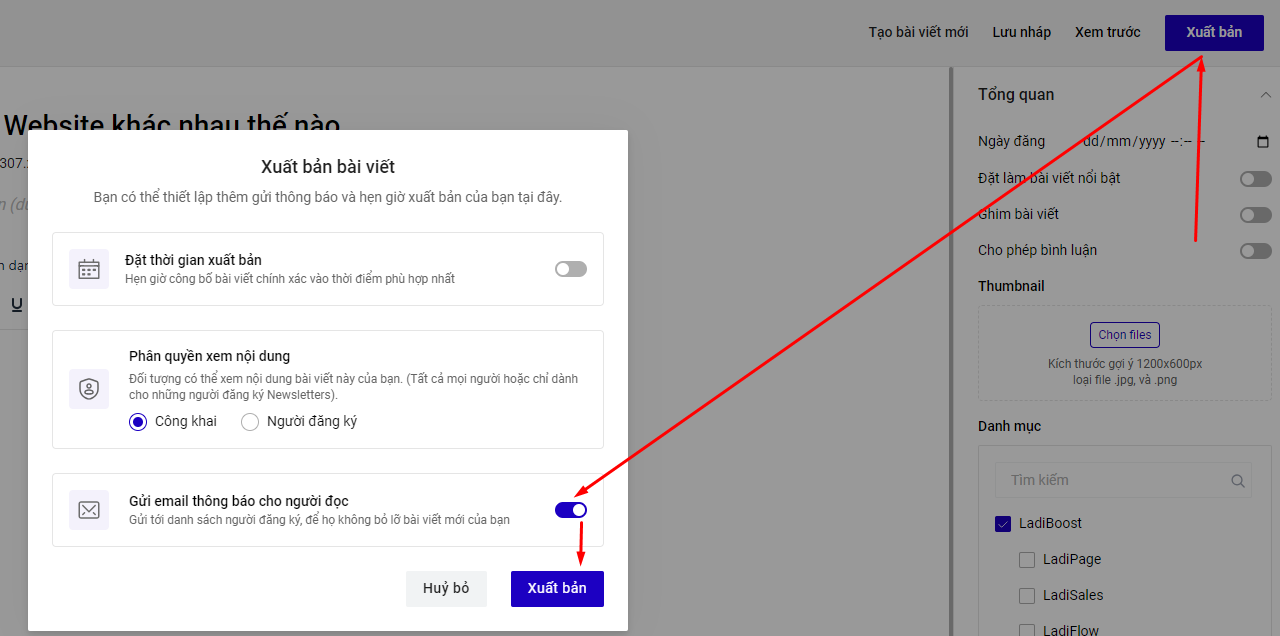 Tạo bài viết mới
Lưu nháp
Xem trước
Xuất bản
Website khác nhau thế nào
307.
Xuất bản bài viết
Bạn có thể thiết lập thêm gửi thông báo và hẹn giờ xuất bản của bạn tại đây.
Đặt thời gian xuất bản
Hẹn giờ công bố bài viết chính xác vào thời điểm phù hợp nhất
Phân quyền xem nội dung
Đối tượng có thể xem nội dung bài viết này của bạn. (Tất cả mọi người hoặc chỉ dành
cho những người đăng ký Newsletters).
Công khai
Người đăng ký
Gửi email thông báo cho người đọc
Gửi tới danh sách người đăng ký, để họ không bỏ lỡ bài viết mới của bạn
Huỷ bỏ
Xuất bản
Tổng quan
Ngày đăng
dd/mm/yyyy --:-- --
Đặt làm bài viết nổi bật
Ghim bài viết
Cho phép bình luận
Thumbnail
Chọn files
Kích thước gợi ý 1200x600px
loại file .jpg, và .png
Danh mục
Tìm kiếm
LadiBoost
LadiPage
LadiSales
LadiFlow